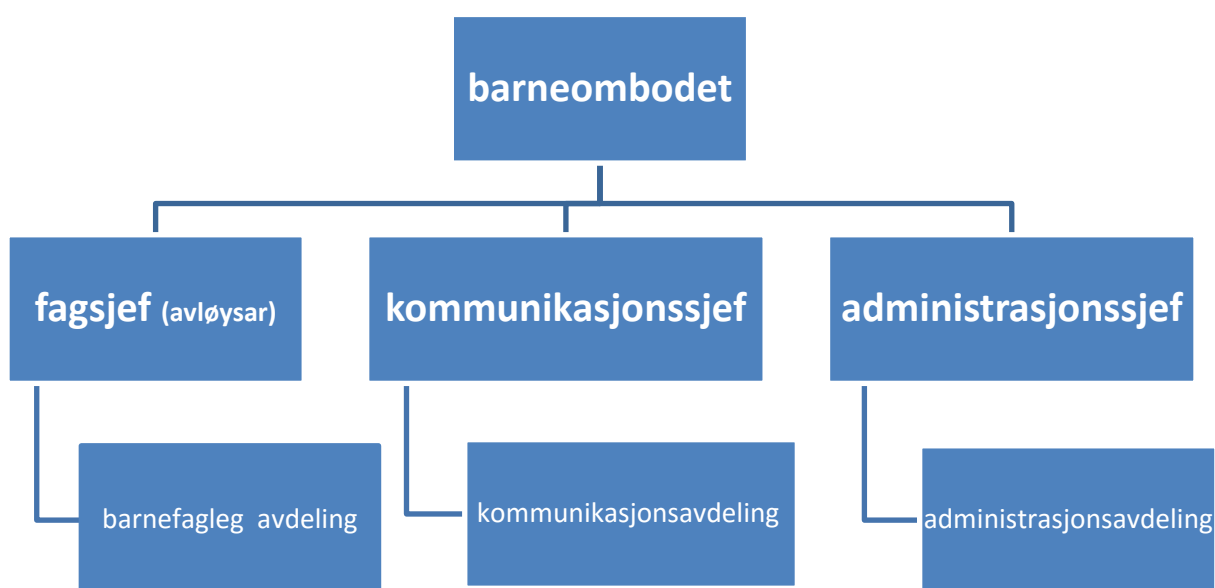 barneombodet
fagsjef (avløysar)
kommunikasjonssjef
administrasjonssjef
barnefagleg avdeling
kommunikasjonsavdeling
administrasjonsavdeling